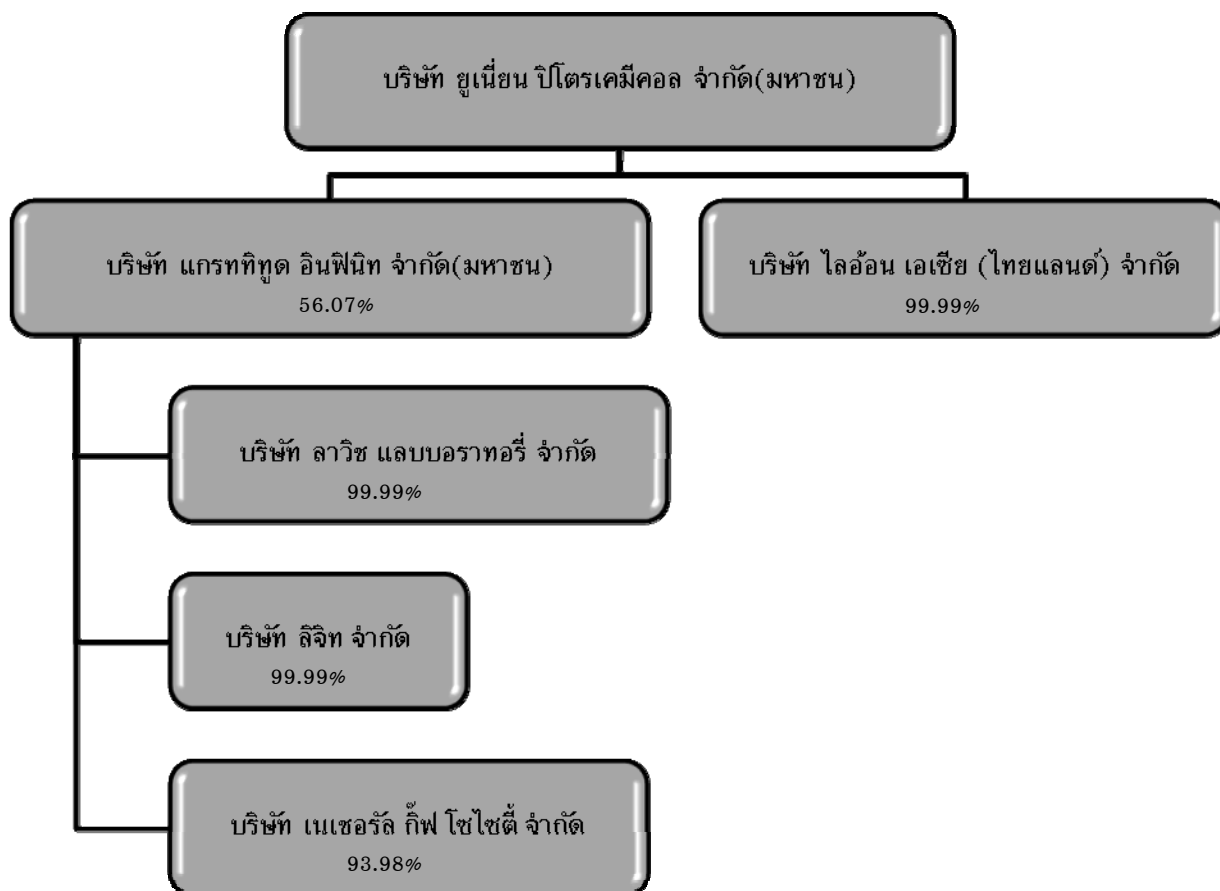 บริษัท ยูเนี่ยน ปิโตรเคมีคอล จำกัด(มหาชน)
บริษัท แกรททิทูด อินฟินิท จำกัด(มหาชน)
56.07%
บริษัท ไลอ้อน เอเซีย (ไทยแลนด์) จำกัด
99.99%
บริษัท ลาวิช แลบบอราทอรี่ จำกัด
99.99%
บริษัท ลิจิท จำกัด
99.99%
บริษัท เนเชอรัล กิ๊ฟ โซไซตี้ จำกัด
93.98%